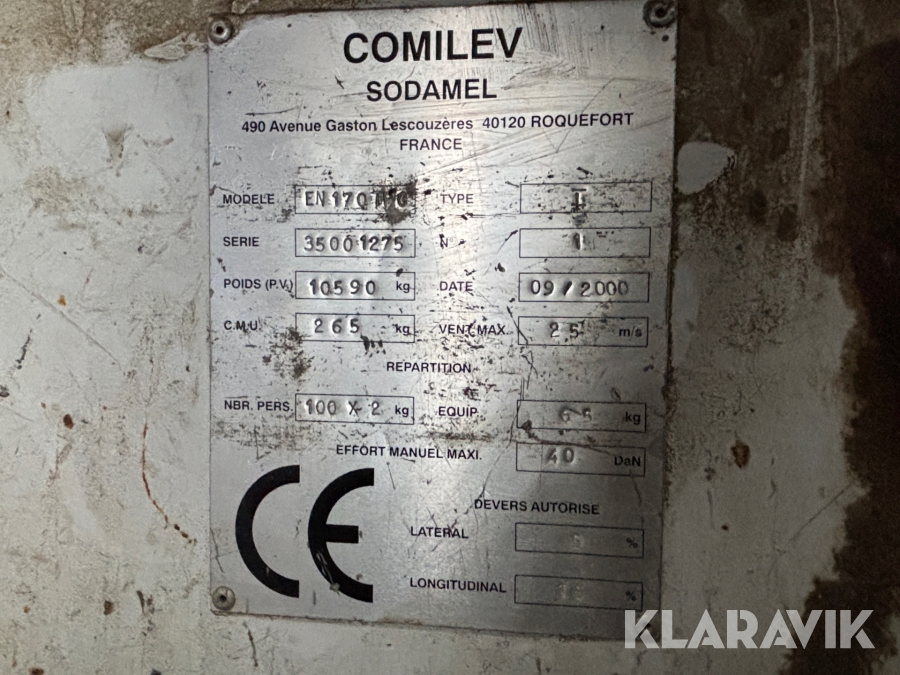 COMILEV
SODAMEL
490 Avenue Gaston Lescouzères 40120 ROQUEFORT
FRANCE
MODELE EN170 TYPE I
SERIE 35001275 N 1
POIDS (P.V.) 10590 kg DATE 09/2000
C.M.U. 265 kg VENT MAX. 25 m/s
REPARTITION
NBR. PERS. 100 X 2 kg EQUIP. 65 kg
EFFORT MANUEL MAXI. 40 DaN
CE
DEVERS AUTORISE
LATERAL %
LONGITUDINAL %
KLARAVIK